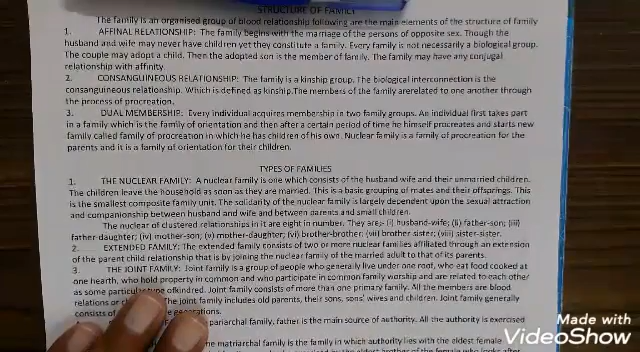 STRUCTURE OF FAMILY
The family is an organised group of blood relationship following are the main elements of the structure of family
1. AFFINAL RELATIONSHIP: The family begins with the marriage of the persons of opposite sex. Though the
husband and wife may never have children yet they constitute a family. Every family is not necessarily a biological group.
The couple may adopt a child. Then the adopted son is the member of family. The family may have any conjugal
relationship with affinity.
2. CONSANGUINEOUS RELATIONSHIP: The family is a kinship group. The biological interconnection is the
consanguineous relationship. Which is defined as kinship.The members of the family arerelated to one another through
the process of procreation.
3. DUAL MEMBERSHIP: Every individual acquires membership in two family groups. An individual first takes part
in a family which is the family of orientation and then after a certain period of time he himself procreates and starts new
family called family of procreation in which he has children of his own. Nuclear family is a family of procreation for the
parents and it is a family of orientation for their children.
TYPES OF FAMILIES
1. THE NUCLEAR FAMILY: A nuclear family is one which consists of the husband wife and their unmarried children.
The children leave the household as soon as they are married. This is a basic grouping of mates and their offsprings. This
is the smallest composite family unit. The solidarity of the nuclear family is largely dependent upon the sexual attraction
and companionship between husband and wife and between parents and small children.
The nuclear of clustered relationships in it are eight in number. They are;- (i) husband-wife; (ii) father-son; (iii)
father-daughter; (iv) mother-son; (v) mother-daughter; (vi) brother-brother; (vii) brother sister; (viii) sister-sister.
2. EXTENDED FAMILY: The extended family consists of two or more nuclear families affiliated through an extension
of the parent child relationship that is by joining the nuclear family of the married adult to that of its parents.
3. THE JOINT FAMILY: Joint family is a group of people who generally live under one roof, who eat food cooked at
one hearth, who hold property in common and who participate in common family worship and are related to each other
as some particular type ofkindred. Joint family consists of more than one primary family. All the members are blood
relations or The joint family includes old parents, their sons, sons' wives and children. Joint family generally
consists of generations.
pariarchal family, father is the main source of authority. All the authority is exercised
the matriarchal family is the family in which authority lies with the eldest female
Made with
VideoShow